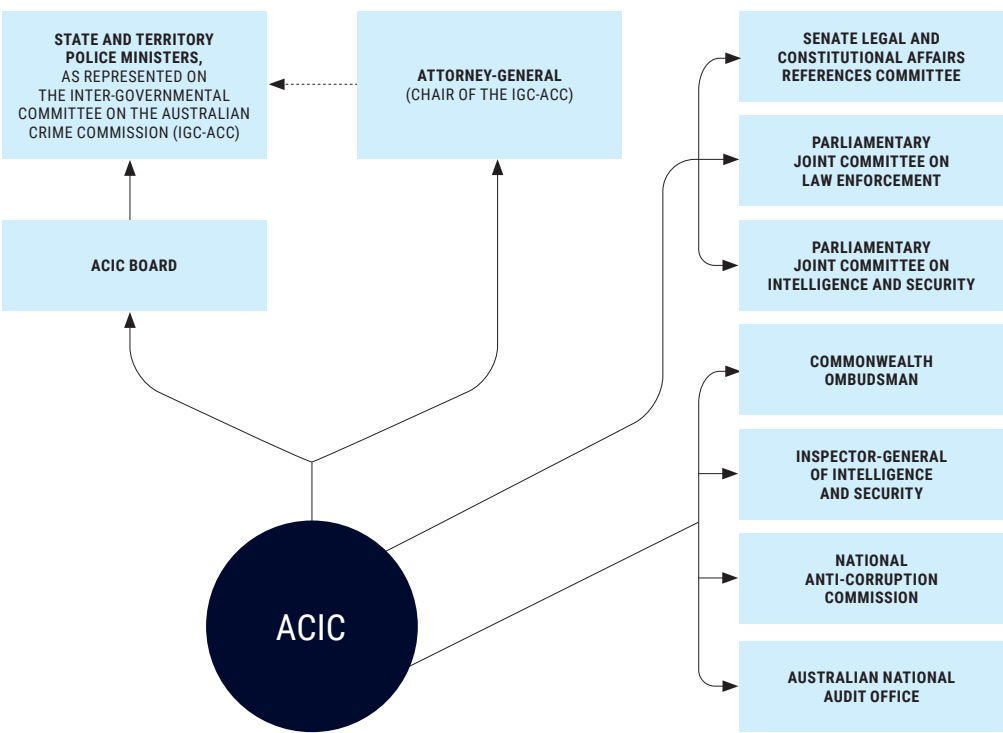 STATE AND TERRITORY
POLICE MINISTERS,
AS REPRESENTED ON
THE INTER-GOVERNMENTAL
COMMITTEE ON THE AUSTRALIAN
CRIME COMMISSION (IGC-ACC)
ATTORNEY-GENERAL
(CHAIR OF THE IGC-ACC)
ACIC BOARD
ACIC
SENATE LEGAL AND
CONSTITUTIONAL AFFAIRS
REFERENCES COMMITTEE
PARLIAMENTARY
JOINT COMMITTEE ON
LAW ENFORCEMENT
PARLIAMENTARY
JOINT COMMITTEE ON
INTELLIGENCE AND SECURITY
COMMONWEALTH
OMBUDSMAN
INSPECTOR-GENERAL
OF INTELLIGENCE
AND SECURITY
NATIONAL
ANTI-CORRUPTION
COMMISSION
AUSTRALIAN NATIONAL
AUDIT OFFICE